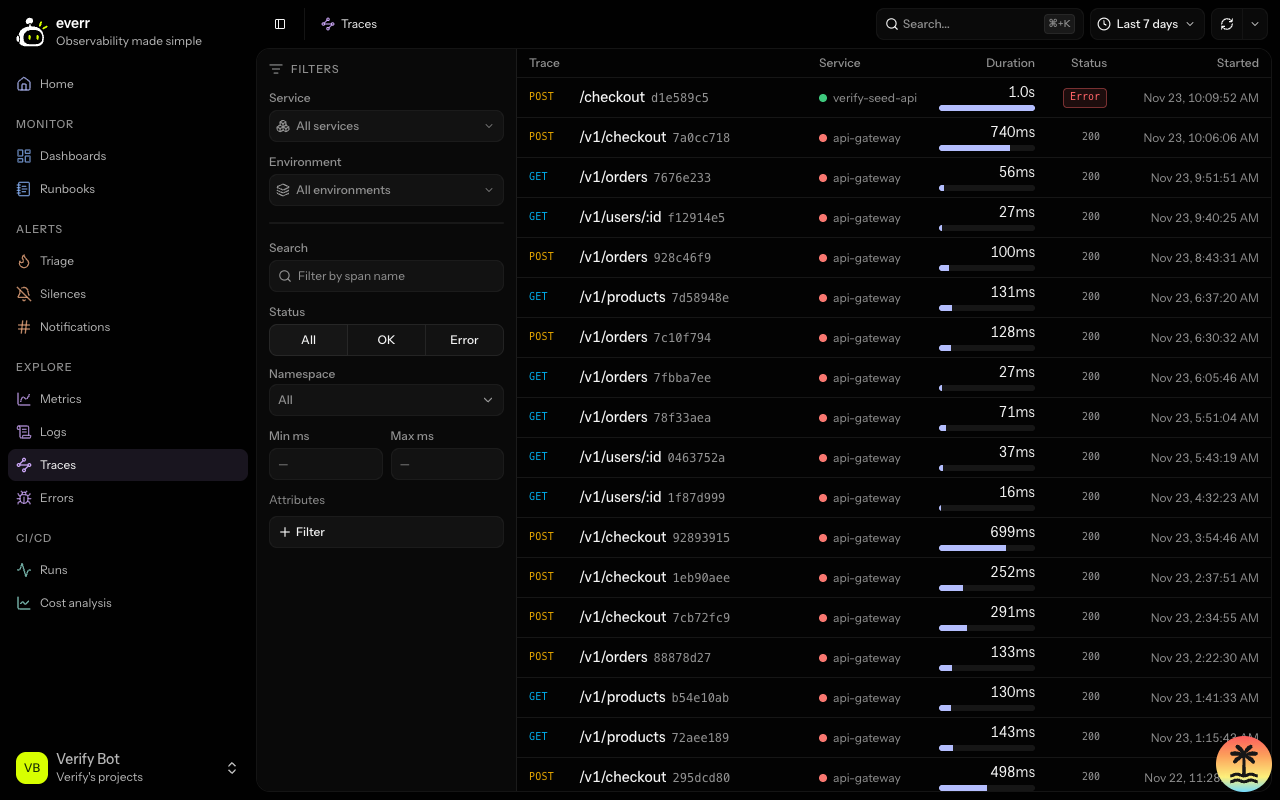 everr
Observability made simple
Home
MONITOR
Dashboards
Runbooks
ALERTS
Triage
Silences
Notifications
EXPLORE
Metrics
Logs
Traces
Errors
CI/CD
Runs
Cost analysis
VB
Verify Bot
Verify's projects
Traces
Search...
⌘+K
Last 7 days
FILTERS
Service
All services
Environment
All environments
Search
Filter by span name
Status
All OK Error
Namespace
All
Min ms Max ms
— —
Attributes
+ Filter
Trace Service Duration Status Started
POST /checkout d1e589c5 verify-seed-api 1.0s Error Nov 23, 10:09:52 AM
POST /v1/checkout 7a0cc718 api-gateway 740ms 200 Nov 23, 10:06:06 AM
GET /v1/orders 7676e233 api-gateway 56ms 200 Nov 23, 9:51:51 AM
GET /v1/users/:id f12914e5 api-gateway 27ms 200 Nov 23, 9:40:25 AM
POST /v1/orders 928c46f9 api-gateway 100ms 200 Nov 23, 8:43:31 AM
GET /v1/products 7d58948e api-gateway 131ms 200 Nov 23, 6:37:20 AM
POST /v1/orders 7c10f794 api-gateway 128ms 200 Nov 23, 6:30:32 AM
GET /v1/orders 7fbba7ee api-gateway 27ms 200 Nov 23, 6:05:46 AM
GET /v1/orders 78f33aea api-gateway 71ms 200 Nov 23, 5:51:04 AM
GET /v1/users/:id 0463752a api-gateway 37ms 200 Nov 23, 5:43:19 AM
GET /v1/users/:id 1f87d999 api-gateway 16ms 200 Nov 23, 4:32:23 AM
POST /v1/checkout 92893915 api-gateway 699ms 200 Nov 23, 3:54:46 AM
POST /v1/checkout 1eb90aee api-gateway 252ms 200 Nov 23, 2:37:51 AM
POST /v1/checkout 7cb72fc9 api-gateway 291ms 200 Nov 23, 2:34:55 AM
POST /v1/orders 88878d27 api-gateway 133ms 200 Nov 23, 2:22:30 AM
GET /v1/products b54e10ab api-gateway 130ms 200 Nov 23, 1:41:33 AM
GET /v1/products 72aee189 api-gateway 143ms 200 Nov 23,
POST /v1/checkout 295dcd80 api-gateway 498ms 200 Nov 22,